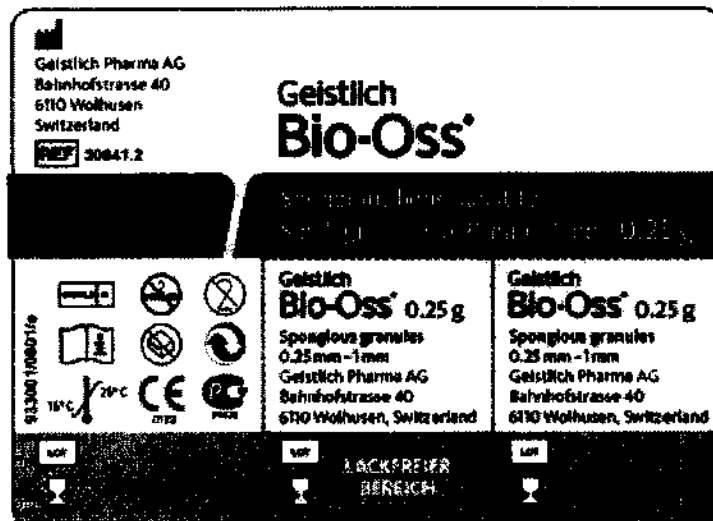 Geistlich Pharma AG
Bahnhofstrasse 40
6110 Wolhusen
Switzerland
REF 30841.2
Geistlich
Bio-Oss®
0.25 g
933001/0801/e
15°C 25°C
CE
Geistlich
Bio-Oss® 0.25 g
Spongious granules
0.25 mm - 1 mm
Geistlich Pharma AG
Bahnhofstrasse 40
6110 Wolhusen, Switzerland
Geistlich
Bio-Oss® 0.25 g
Spongious granules
0.25 mm - 1 mm
Geistlich Pharma AG
Bahnhofstrasse 40
6110 Wolhusen, Switzerland
LOT
LOT
LACKFREIER
BEREICH
LOT